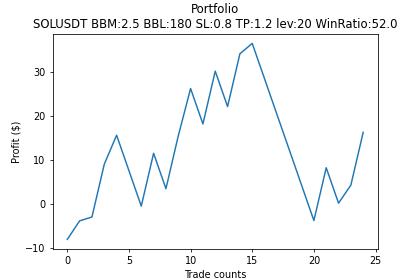 Portfolio
SOLUSDT BBM:2.5 BBL:180 SL:0.8 TP:1.2 lev:20 WinRatio:52.0
Profit ($)
30
20
10
0
−10
0 5 10 15 20 25
Trade counts